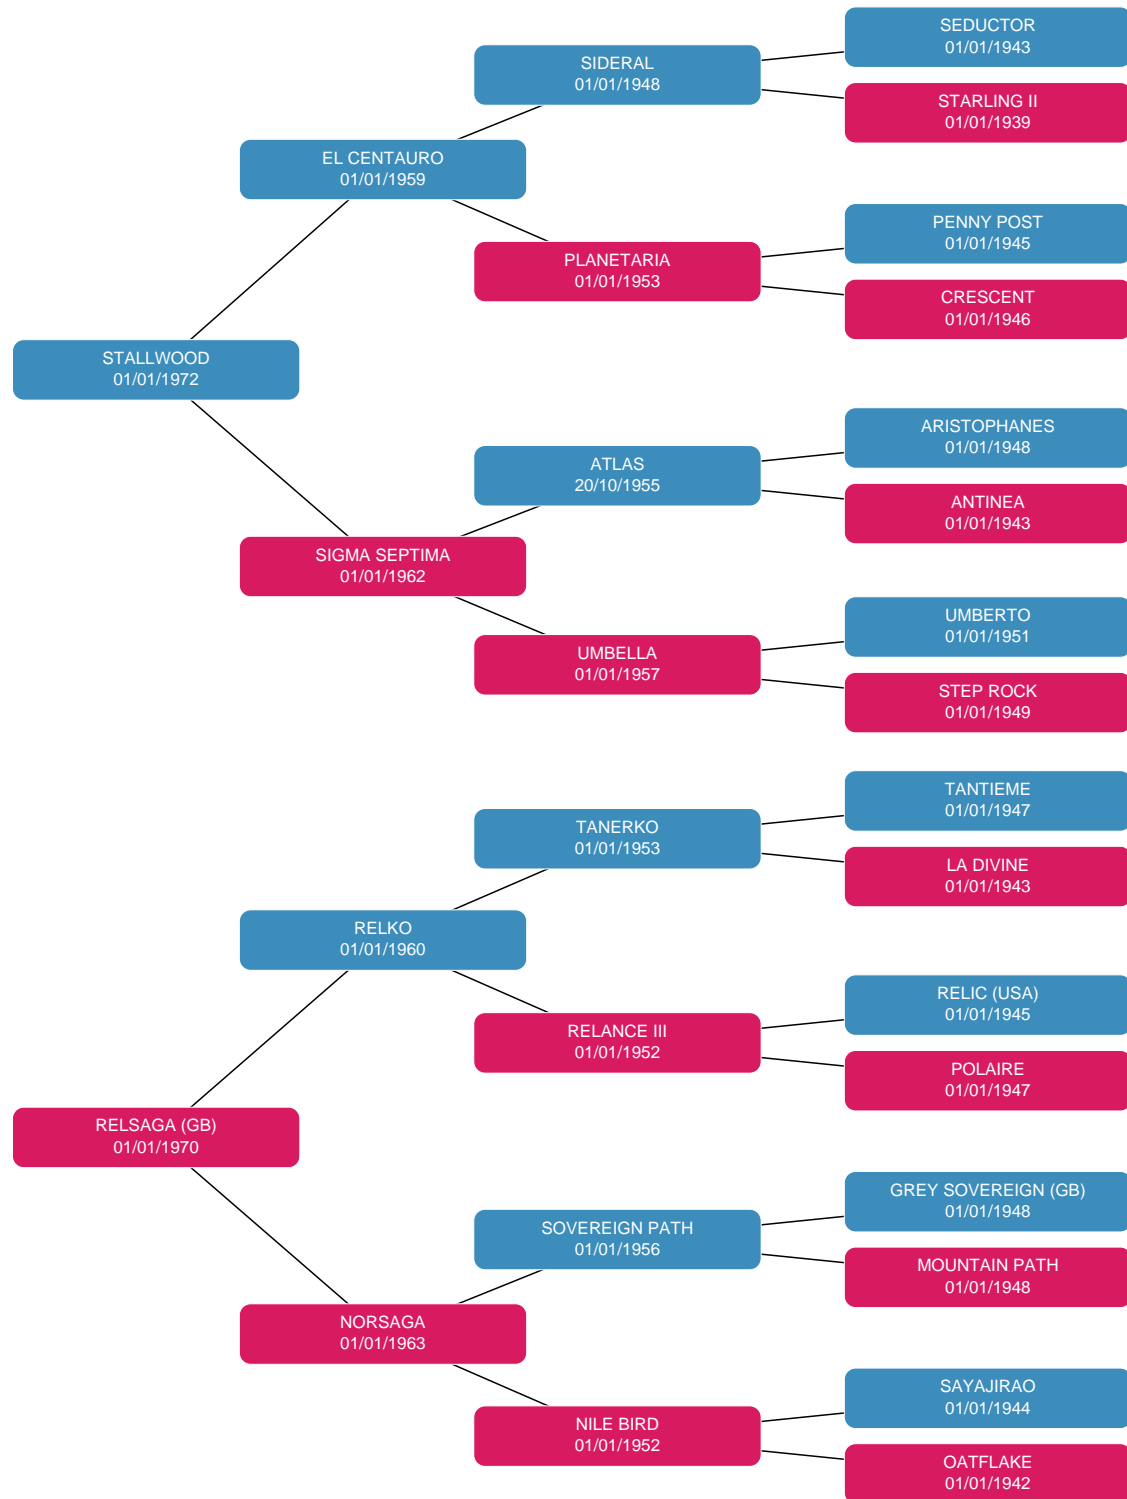 SEDUCTOR
01/01/1943
SIDERAL
01/01/1948
STARLING II
01/01/1939
EL CENTAURO
01/01/1959
PENNY POST
01/01/1945
PLANETARIA
01/01/1953
CRESCENT
01/01/1946
STALLWOOD
01/01/1972
ARISTOPHANES
01/01/1948
ATLAS
20/10/1955
ANTINEA
01/01/1943
SIGMA SEPTIMA
01/01/1962
UMBERTO
01/01/1951
UMBELLA
01/01/1957
STEP ROCK
01/01/1949
TANTIEME
01/01/1947
TANERKO
01/01/1953
LA DIVINE
01/01/1943
RELKO
01/01/1960
RELIC (USA)
01/01/1945
RELANCE III
01/01/1952
POLAIRE
01/01/1947
RELSAGA (GB)
01/01/1970
GREY SOVEREIGN (GB)
01/01/1948
SOVEREIGN PATH
01/01/1956
MOUNTAIN PATH
01/01/1948
NORSAGA
01/01/1963
SAYAJIRAO
01/01/1944
NILE BIRD
01/01/1952
OATFLAKE
01/01/1942